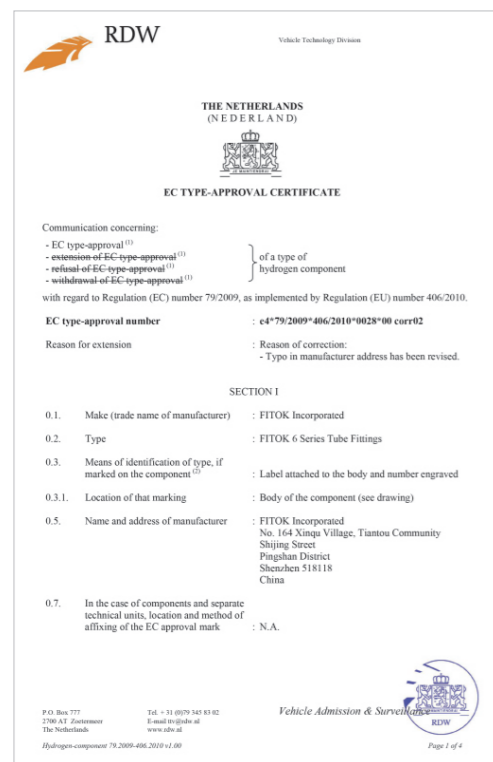 RDW
Vehicle Technology Division
THE NETHERLANDS
(NEDERLAND)
JE MAINTIENDRAI
EC TYPE-APPROVAL CERTIFICATE
Communication concerning:
- EC type-approval (1)
- extension of EC type-approval (1)
- refusal of EC type-approval (1)
- withdrawal of EC type-approval (1)
of a type of
hydrogen component
with regard to Regulation (EC) number 79/2009, as implemented by Regulation (EU) number 406/2010.
EC type-approval number : e4*79/2009*406/2010*0028*00 corr02
Reason for extension : Reason of correction:
- Typo in manufacturer address has been revised.
SECTION I
0.1. Make (trade name of manufacturer) : FITOK Incorporated
0.2. Type : FITOK 6 Series Tube Fittings
0.3. Means of identification of type, if
marked on the component (2) : Label attached to the body and number engraved
0.3.1. Location of that marking : Body of the component (see drawing)
0.5. Name and address of manufacturer : FITOK Incorporated
No. 164 Xinqu Village, Tiantou Community
Shijing Street
Pingshan District
Shenzhen 518118
China
0.7. In the case of components and separate
technical units, location and method of
affixing of the EC approval mark : N.A.
P.O. Box 777 Tel. + 31 (0)79 345 83 02
2700 AT Zoetermeer E-mail ttv@rdw.nl
The Netherlands www.rdw.nl
Vehicle Admission & Surveillance
RDW
Hydrogen-component 79.2009-406.2010 v1.00 Page 1 of 4